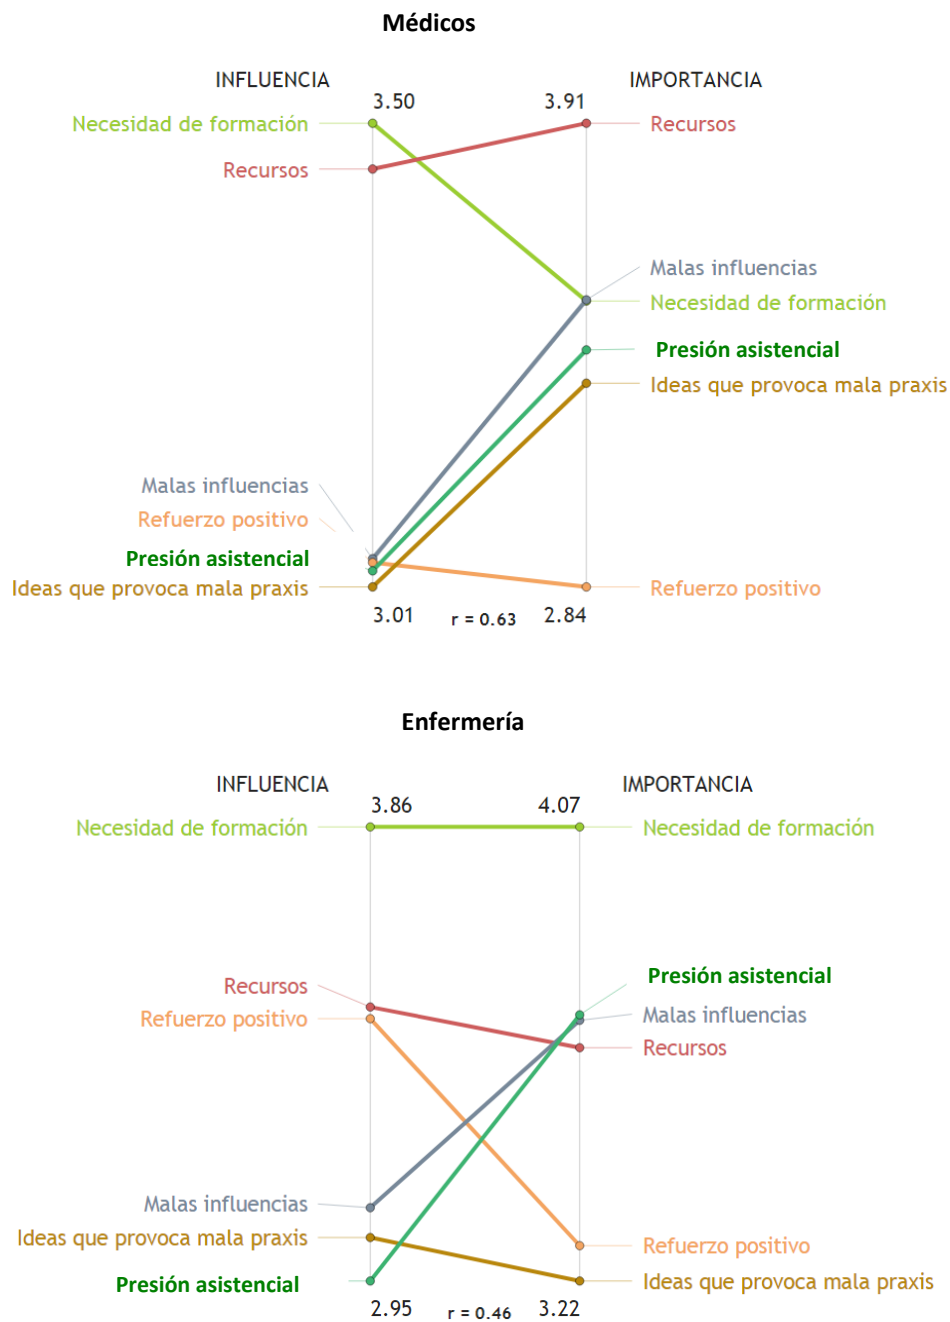 Médicos
INFLUENCIA
IMPORTANCIA
3.50
3.91
Necesidad de formación
Recursos
Recursos
Malas influencias
Necesidad de formación
Presión asistencial
Ideas que provoca mala praxis
Malas influencias
Refuerzo positivo
Presión asistencial
Ideas que provoca mala praxis
Refuerzo positivo
3.01
r = 0.63
2.84
Enfermería
INFLUENCIA
IMPORTANCIA
3.86
4.07
Necesidad de formación
Necesidad de formación
Presión asistencial
Recursos
Malas influencias
Refuerzo positivo
Recursos
Malas influencias
Ideas que provoca mala praxis
Refuerzo positivo
Presión asistencial
Ideas que provoca mala praxis
2.95
r = 0.46
3.22